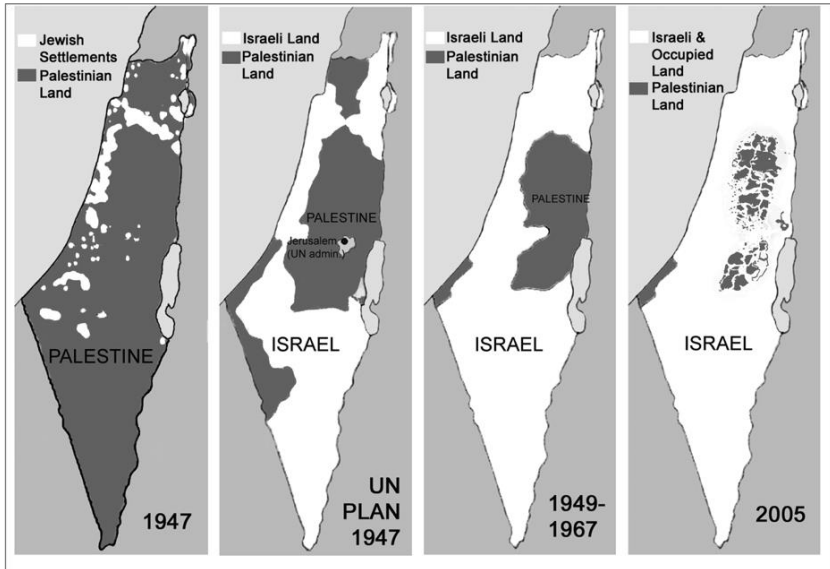 Jewish
Settlements
Palestinian
Land
PALESTINE
1947
Israeli Land
Palestinian
Land
PALESTINE
Jerusalem
(UN admin.)
ISRAEL
UN
PLAN
1947
Israeli Land
Palestinian
Land
PALESTINE
ISRAEL
1949-
1967
Israeli &
Occupied
Land
Palestinian
Land
ISRAEL
2005